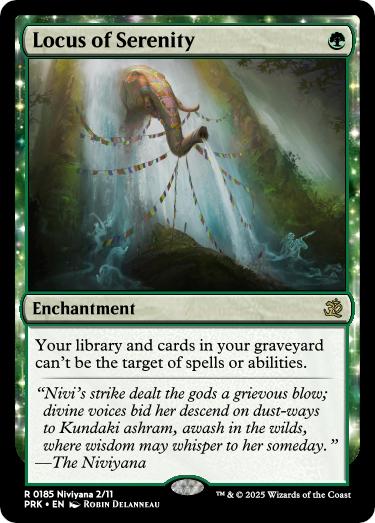 Locus of Serenity
Enchantment
Your library and cards in your graveyard
can’t be the target of spells or abilities.
“Nivi’s strike dealt the gods a grievous blow;
divine voices bid her descend on dust-ways
to Kundaki ashram, awash in the wilds,
where wisdom may whisper to her someday.”
—The Niviyana
R 0185 Niviyana 2/11
PRK • EN Robin Delanneau
™ & © 2025 Wizards of the Coast